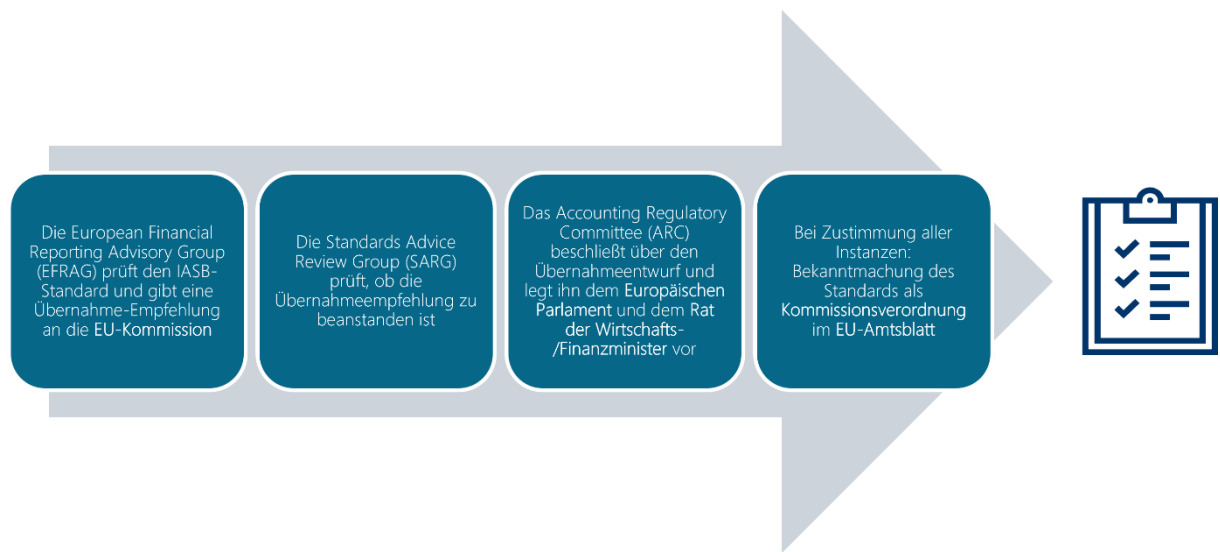 Die European Financial
Reporting Advisory Group
(EFRAG) prüft den IASB-
Standard und gibt eine
Übernahme-Empfehlung
an die EU-Kommission
Die Standards Advice
Review Group (SARG)
prüft, ob die
Übernahmeempfehlung zu
beanstanden ist
Das Accounting Regulatory
Committee (ARC)
beschließt über den
Übernahmeentwurf und
legt ihn dem Europäischen
Parlament und dem Rat
der Wirtschafts-
/Finanzminister vor
Bei Zustimmung aller
Instanzen:
Bekanntmachung des
Standards als
Kommissionsverordnung
im EU-Amtsblatt